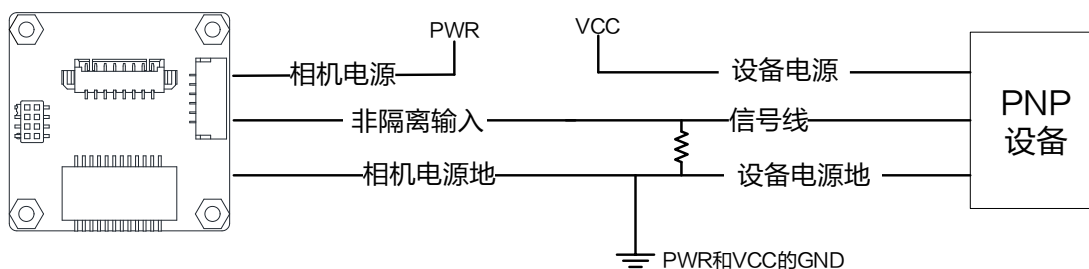 PWR
VCC
相机电源
设备电源
非隔离输入
信号线
相机电源地
设备电源地
PNP
设备
PWR和VCC的GND